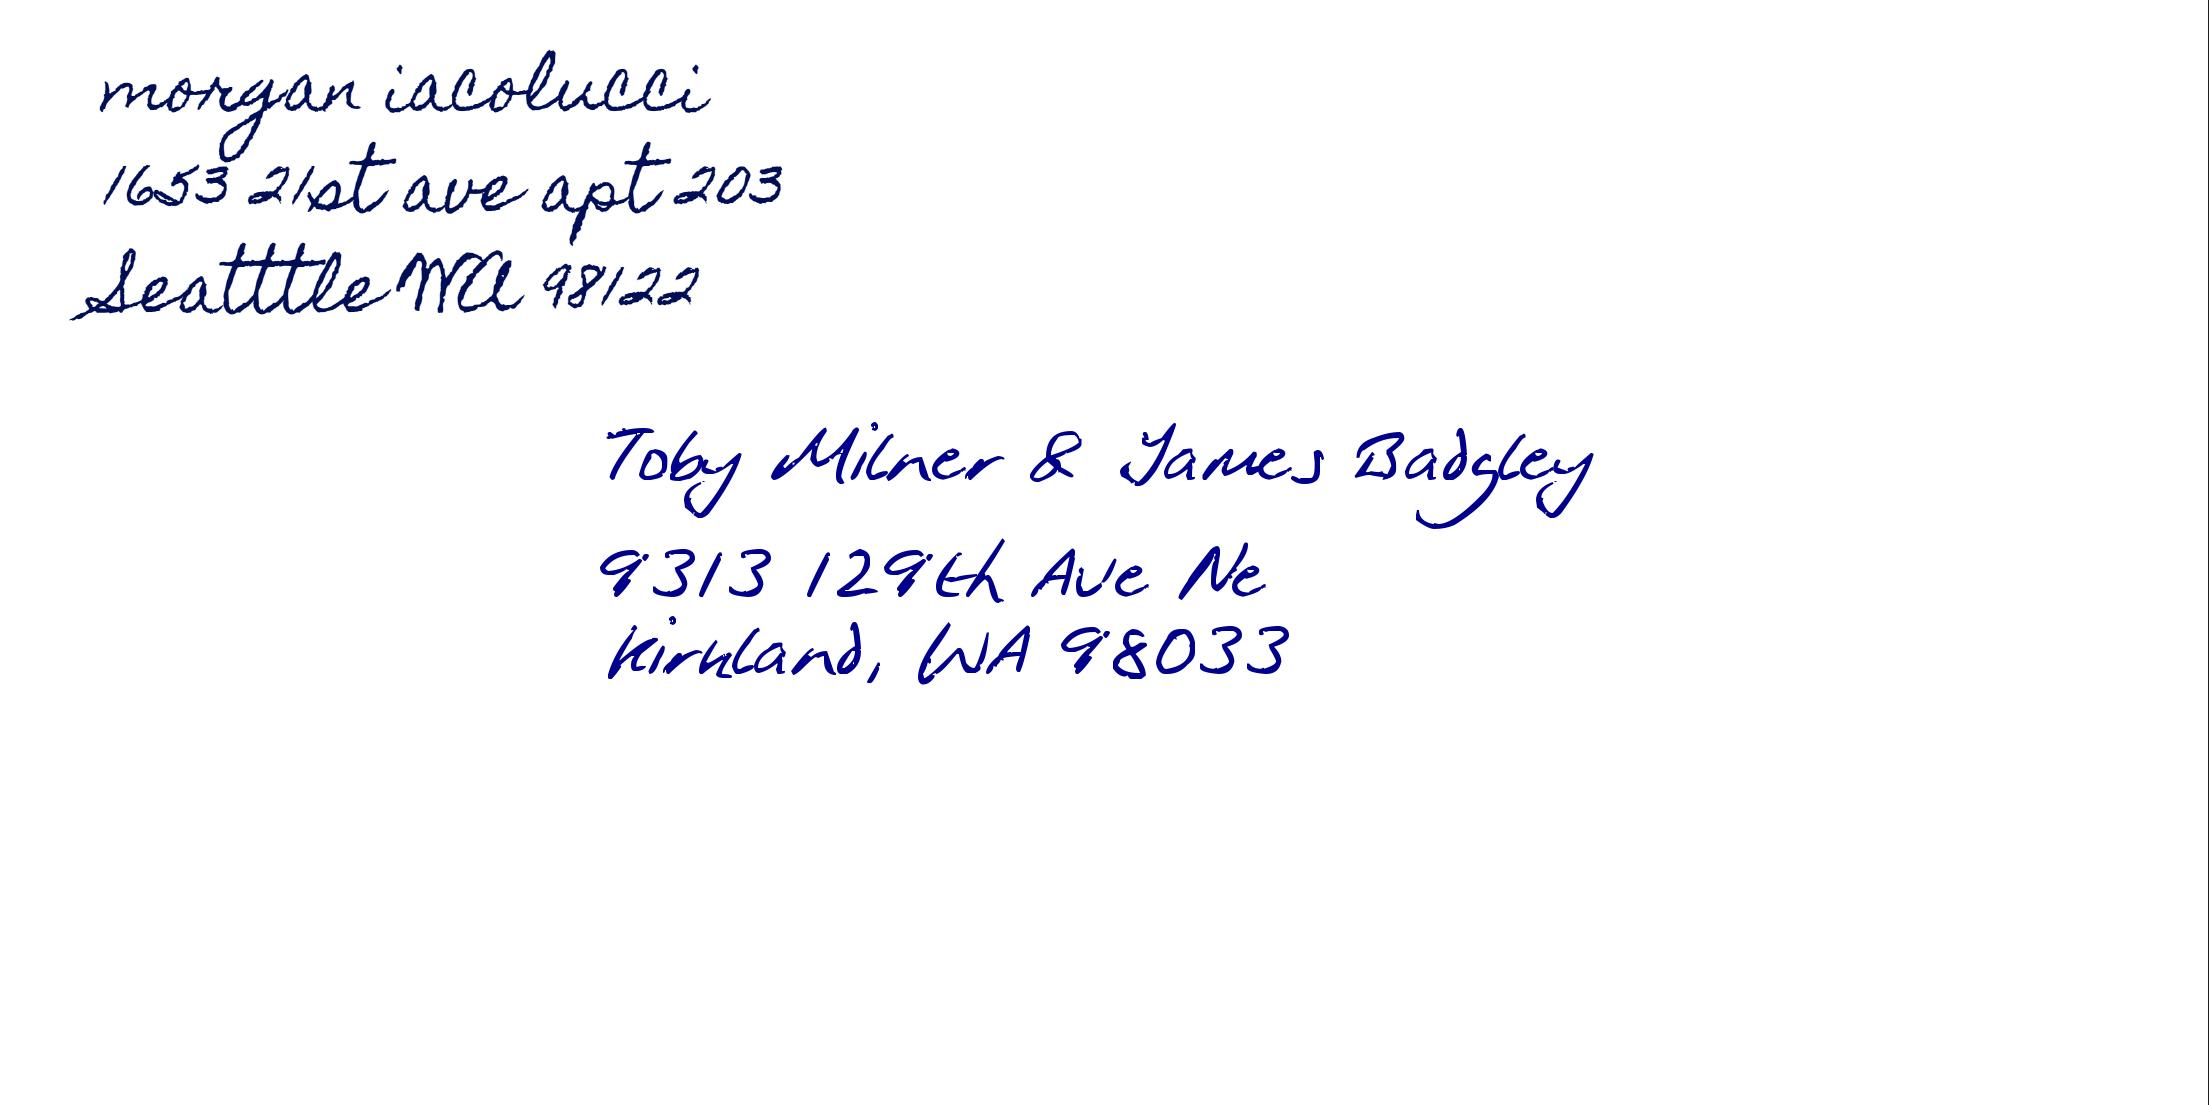 morgan iacolucci
1653 21st ave apt 203
Seatttle WA 98122
Toby Milner & James Badgley
9313 129th Ave Ne
Kirkland, WA 98033